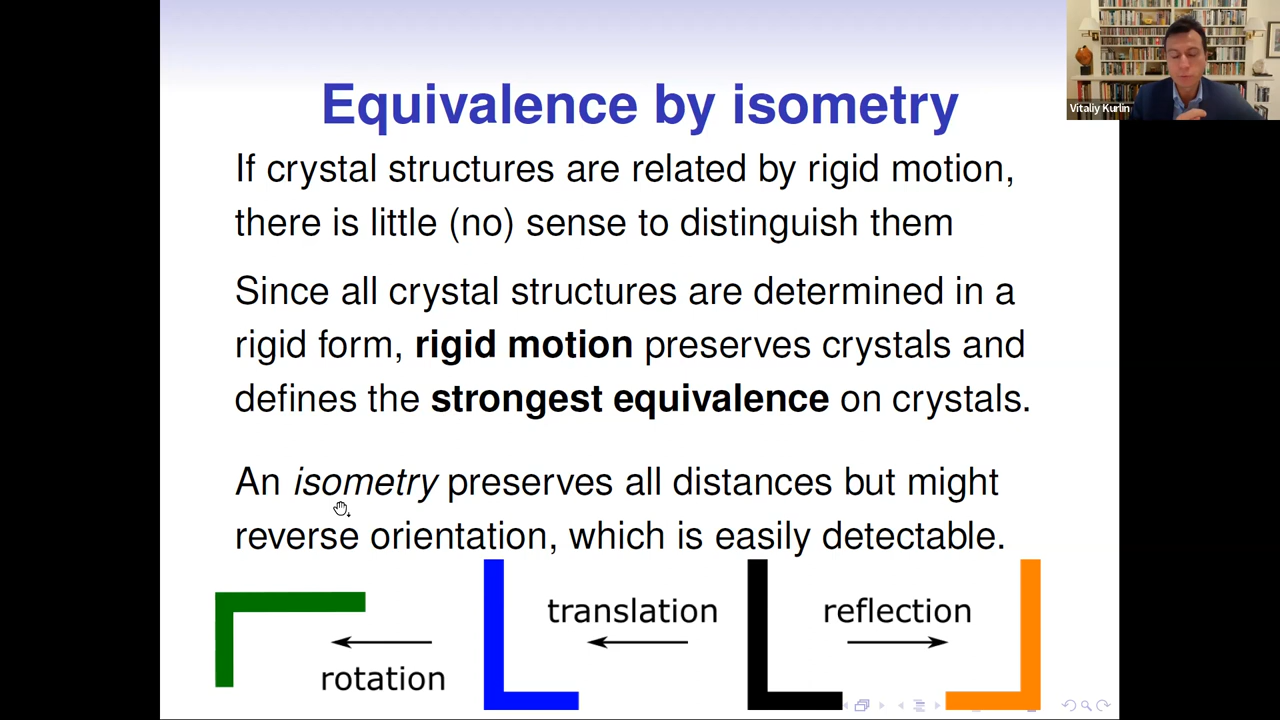 Vitaliy Kurlin
Equivalence by isometry
If crystal structures are related by rigid motion,
there is little (no) sense to distinguish them
Since all crystal structures are determined in a
rigid form, rigid motion preserves crystals and
defines the strongest equivalence on crystals.
An isometry preserves all distances but might
reverse orientation, which is easily detectable.
translation
reflection
rotation